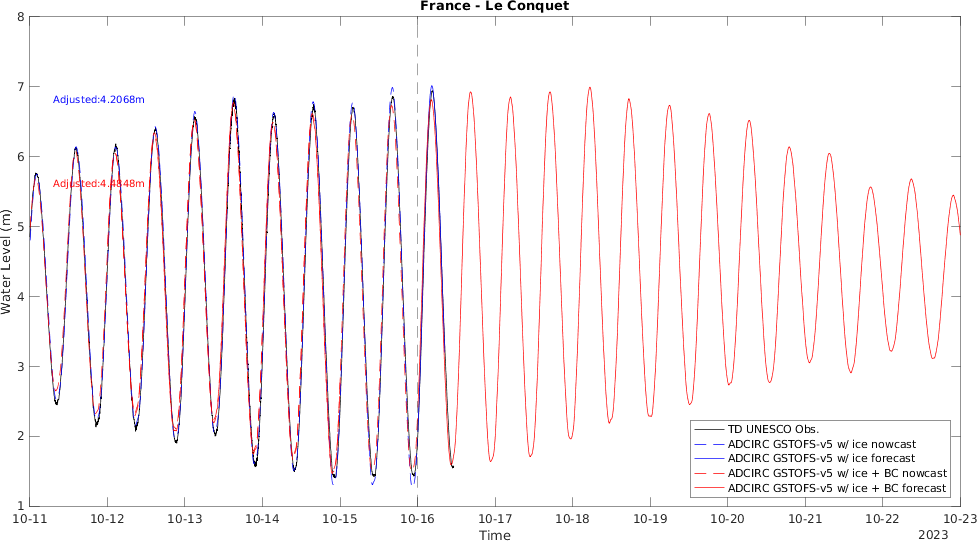 France - Le Conquet
8
7
6
5
4
3
2
1
Adjusted:4.2068m
Adjusted:4.4848m
Water Level (m)
TD UNESCO Obs.
ADCIRC GSTOFS-v5 w/ ice nowcast
ADCIRC GSTOFS-v5 w/ ice forecast
ADCIRC GSTOFS-v5 w/ ice + BC nowcast
ADCIRC GSTOFS-v5 w/ ice + BC forecast
10-11 10-12 10-13 10-14 10-15 10-16 10-17 10-18 10-19 10-20 10-21 10-22 10-23
Time
2023